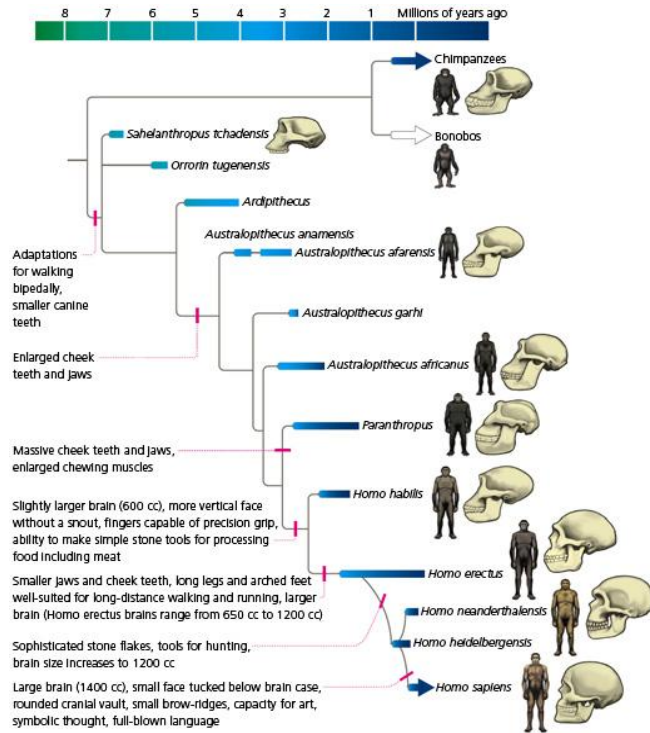 8 7 6 5 4 3 2 1 Millions of years ago
Chimpanzees
Sahelanthropus tchadensis
Bonobos
Orrorin tugenensis
Ardipithecus
Australopithecus anamensis
Australopithecus afarensis
Adaptations
for walking
bipedally,
smaller canine
teeth
Australopithecus garhi
Enlarged cheek
teeth and jaws
Australopithecus africanus
Paranthropus
Massive cheek teeth and jaws,
enlarged chewing muscles
Homo habilis
Slightly larger brain (600 cc), more vertical face
without a snout, fingers capable of precision grip,
ability to make simple stone tools for processing
food including meat
Homo erectus
Smaller jaws and cheek teeth, long legs and arched feet
well-suited for long-distance walking and running, larger
brain (Homo erectus brains range from 650 cc to 1200 cc)
Homo neanderthalensis
Homo heidelbergensis
Sophisticated stone flakes, tools for hunting,
brain size increases to 1200 cc
Homo sapiens
Large brain (1400 cc), small face tucked below brain case,
rounded cranial vault, small brow-ridges, capacity for art,
symbolic thought, full-blown language